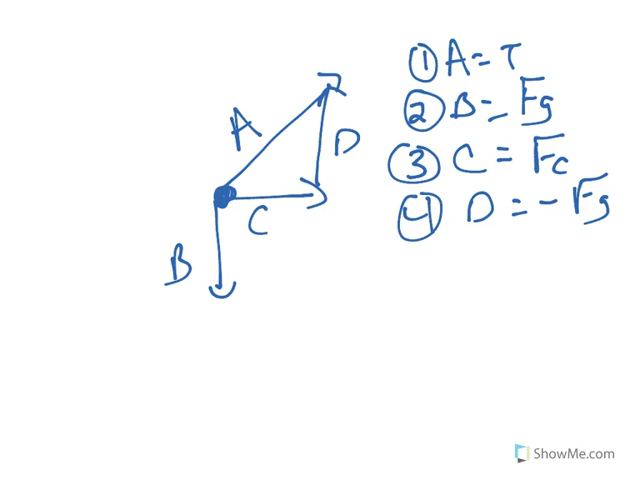 ① A = T
A
② B = Fg
D
③ C = Fc
C
④ D = - Fg
B
ShowMe.com